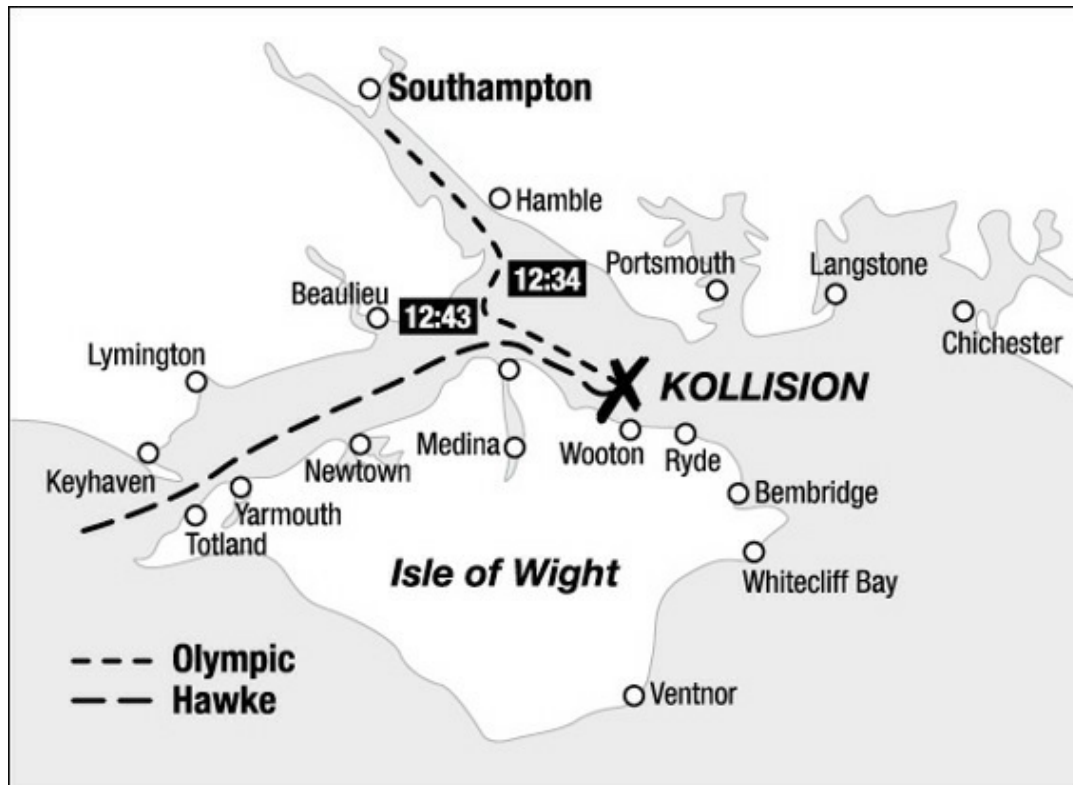 Southampton
Hamble
12:34
Portsmouth
Langstone
Beaulieu
12:43
Chichester
Lymington
KOLLISION
Medina
Wooton
Newtown
Ryde
Keyhaven
Yarmouth
Bembridge
Totland
Isle of Wight
Whitecliff Bay
Olympic
Hawke
Ventnor